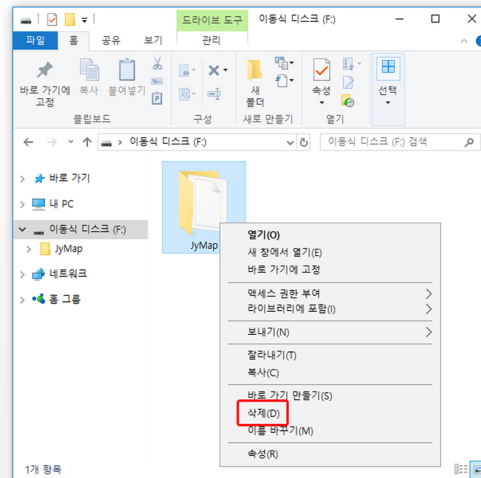 드라이브 도구
이동식 디스크 (F:)
파일
홈
공유
보기
관리
바로 가기에 고정
복사
붙여넣기
새 폴더
속성
선택
클립보드
구성
새로 만들기
열기
이동식 디스크 (F:)
이동식 디스크 (F:) 검색
바로 가기
내 PC
이동식 디스크 (F:)
JyMap
네트워크
홈 그룹
JyMap
열기(O)
새 창에서 열기(E)
바로 가기에 고정
액세스 권한 부여
라이브러리에 포함(I)
보내기(N)
잘라내기(T)
복사(C)
바로 가기 만들기(S)
삭제(D)
이름 바꾸기(M)
속성(R)
1개 항목